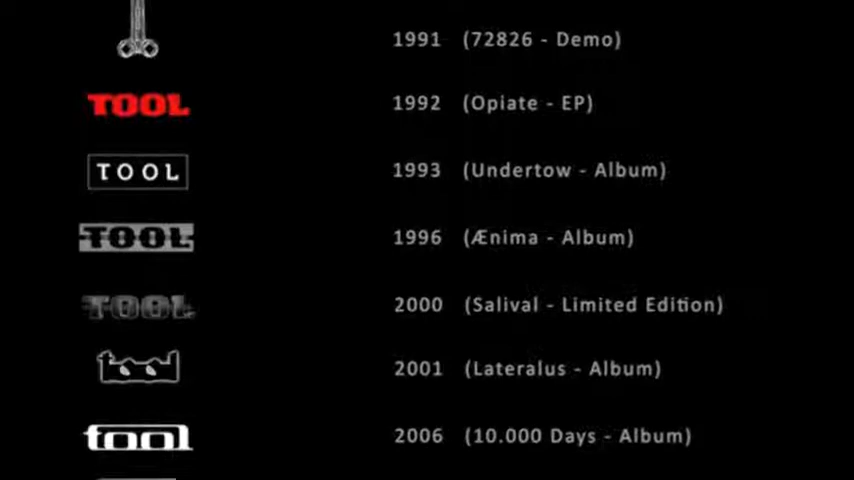 1991 (72826 - Demo)
TOOL 1992 (Opiate - EP)
TOOL 1993 (Undertow - Album)
TOOL 1996 (Ænima - Album)
TOOL 2000 (Salival - Limited Edition)
tool 2001 (Lateralus - Album)
tool 2006 (10.000 Days - Album)